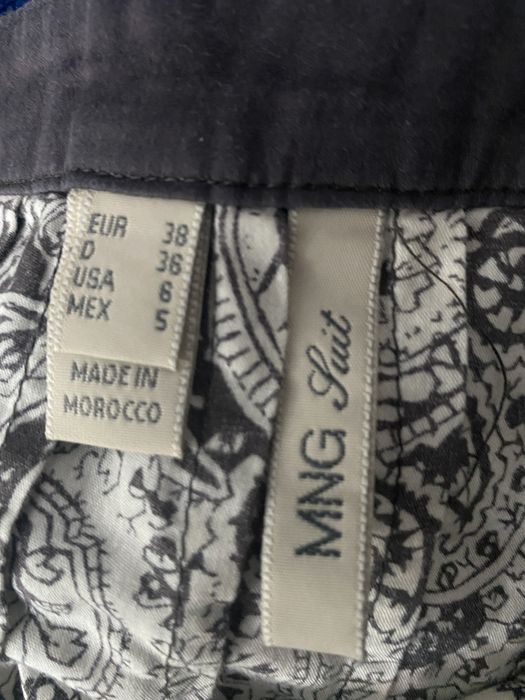 EUR 38
D 36
USA 6
MEX 5
MADE IN
MOROCCO
MNG Suit